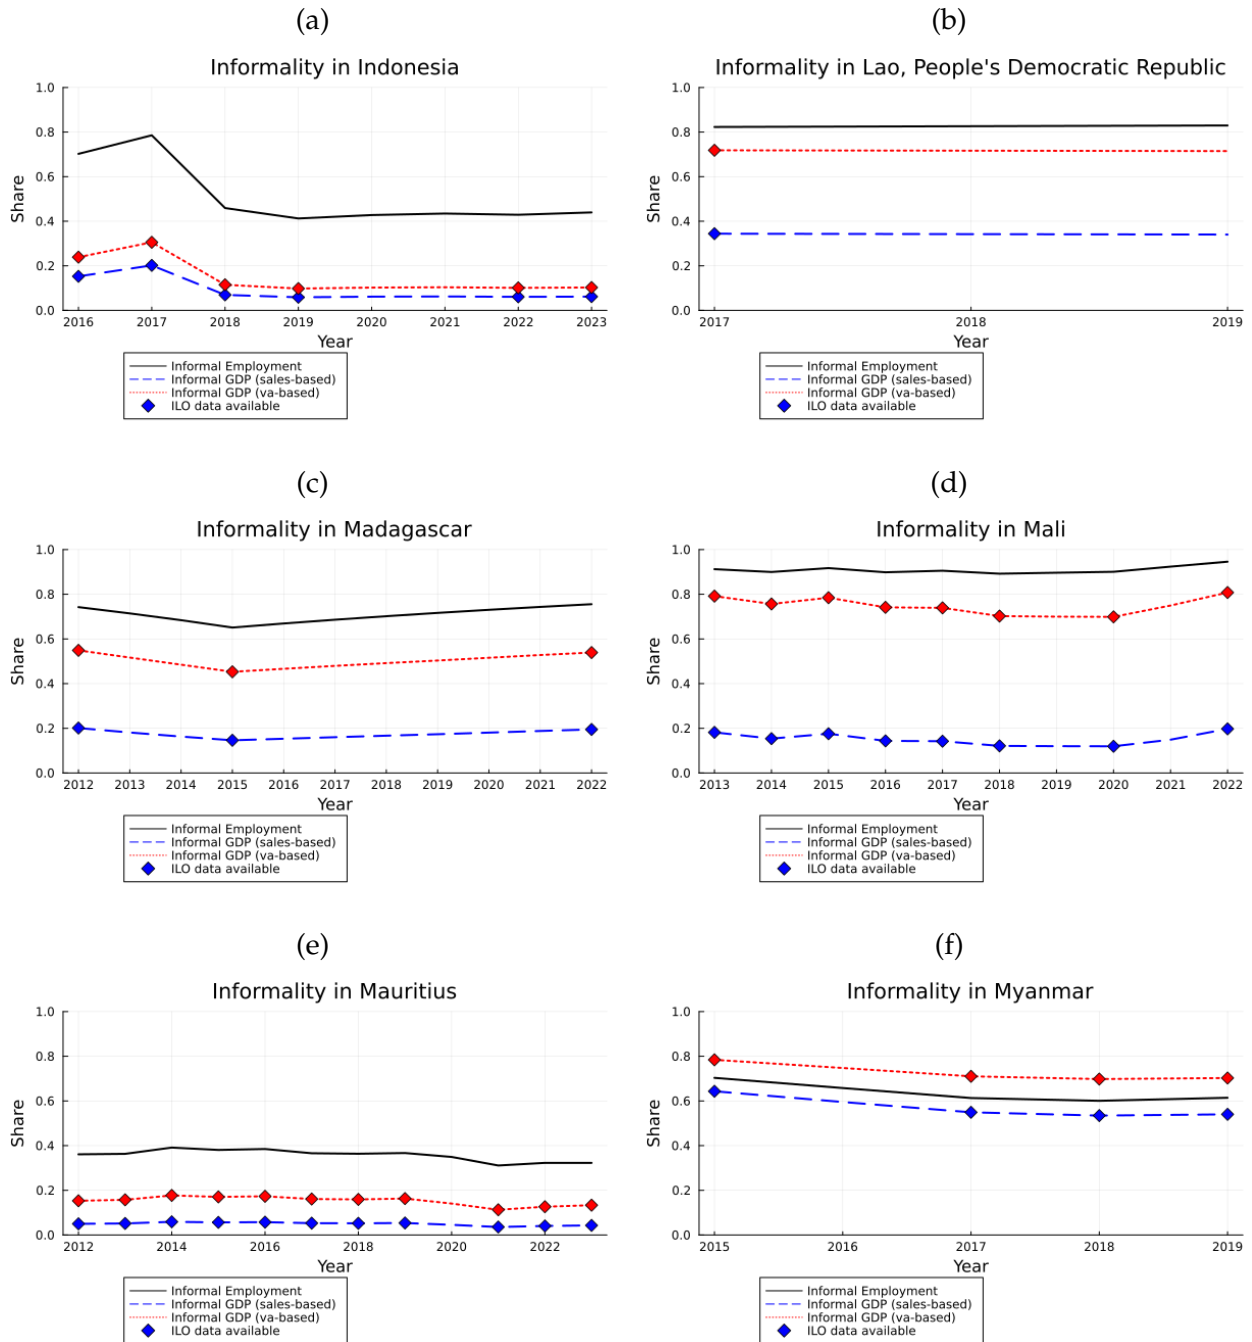 (a)
Informality in Indonesia
1.0
0.8
0.6
0.4
0.2
0.0
Share
2016 2017 2018 2019 2020 2021 2022 2023
Year
Informal Employment
Informal GDP (sales-based)
Informal GDP (va-based)
ILO data available
(b)
Informality in Lao, People's Democratic Republic
1.0
0.8
0.6
0.4
0.2
0.0
Share
2017 2018 2019
Year
Informal Employment
Informal GDP (sales-based)
Informal GDP (va-based)
ILO data available
(c)
Informality in Madagascar
1.0
0.8
0.6
0.4
0.2
0.0
Share
2012 2013 2014 2015 2016 2017 2018 2019 2020 2021 2022
Year
Informal Employment
Informal GDP (sales-based)
Informal GDP (va-based)
ILO data available
(d)
Informality in Mali
1.0
0.8
0.6
0.4
0.2
0.0
Share
2013 2014 2015 2016 2017 2018 2019 2020 2021 2022
Year
Informal Employment
Informal GDP (sales-based)
Informal GDP (va-based)
ILO data available
(e)
Informality in Mauritius
1.0
0.8
0.6
0.4
0.2
0.0
Share
2012 2014 2016 2018 2020 2022
Year
Informal Employment
Informal GDP (sales-based)
Informal GDP (va-based)
ILO data available
(f)
Informality in Myanmar
1.0
0.8
0.6
0.4
0.2
0.0
Share
2015 2016 2017 2018 2019
Year
Informal Employment
Informal GDP (sales-based)
Informal GDP (va-based)
ILO data available